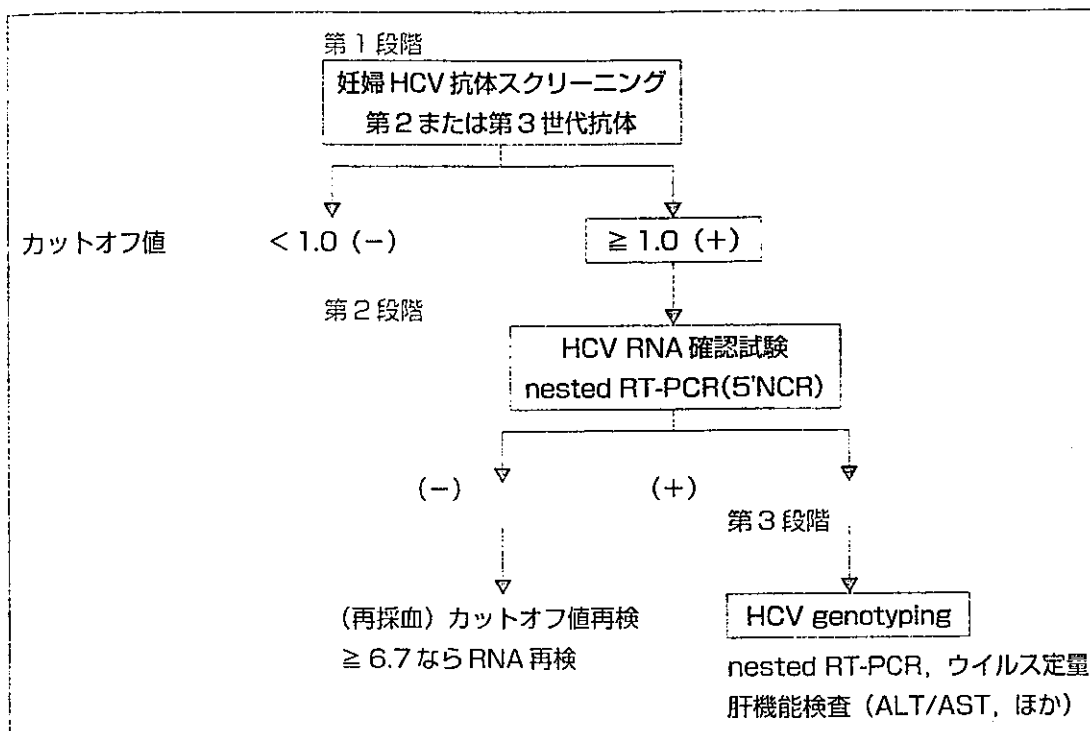 第1段階
妊婦HCV抗体スクリーニング
第2または第3世代抗体
カットオフ値 <1.0(−) ≧1.0(+)
第2段階
HCV RNA確認試験
nested RT-PCR(5'NCR)
(−) (+)
第3段階
(再採血)カットオフ値再検
≧6.7ならRNA再検
HCV genotyping
nested RT-PCR, ウイルス定量
肝機能検査(ALT/AST, ほか)